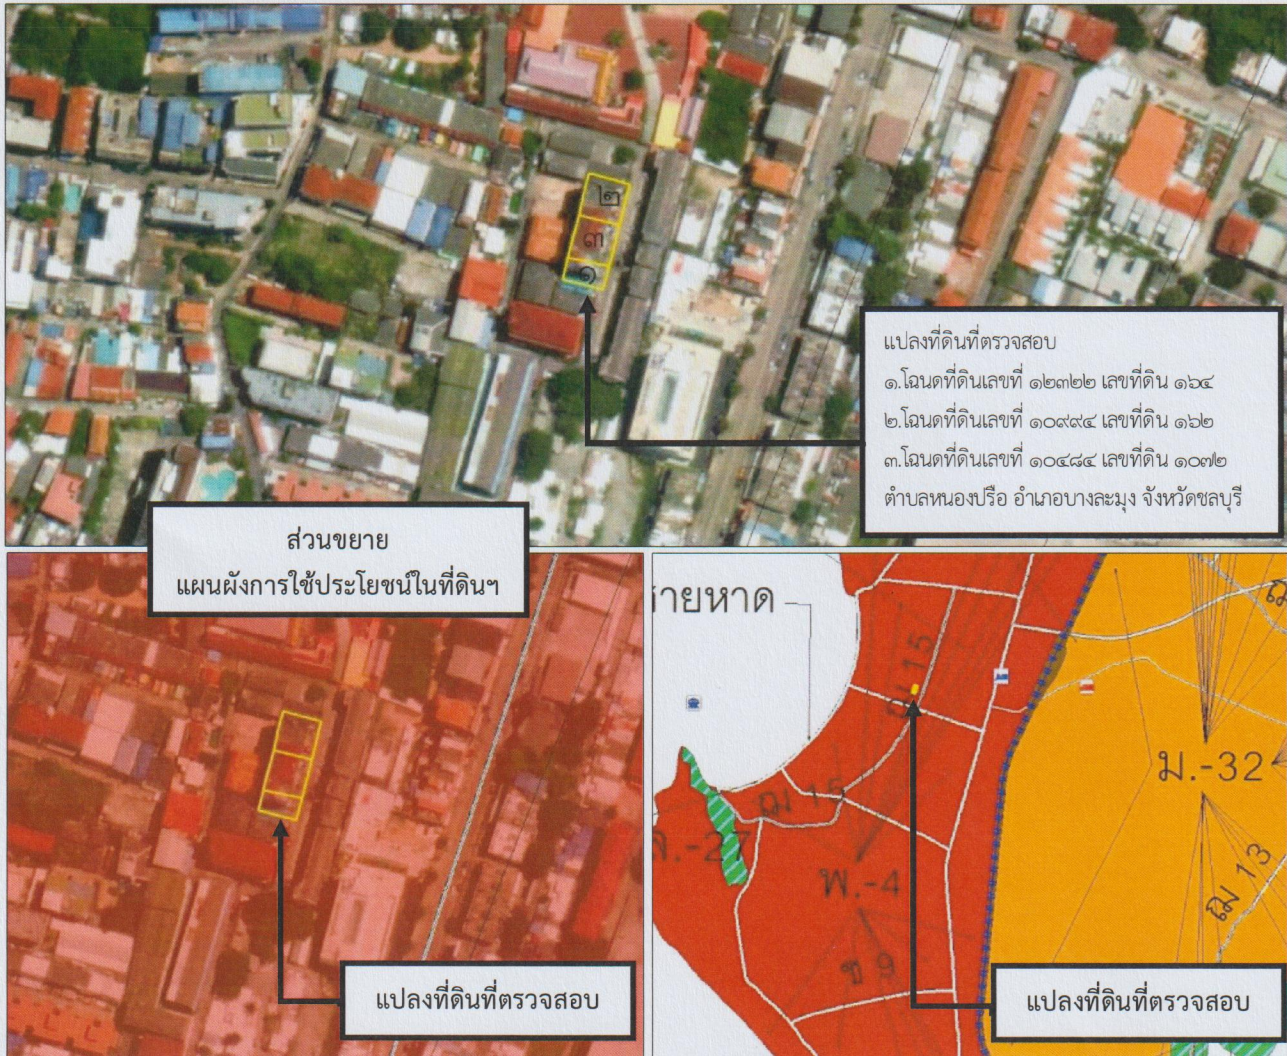 ๒
๓
๑
แปลงที่ดินที่ตรวจสอบ
๑.โฉนดที่ดินเลขที่ ๑๒๓๒๒ เลขที่ดิน ๑๖๔
๒.โฉนดที่ดินเลขที่ ๑๐๙๙๔ เลขที่ดิน ๑๖๒
๓.โฉนดที่ดินเลขที่ ๑๐๔๘๔ เลขที่ดิน ๑๐๗๒
ตำบลหนองปรือ อำเภอบางละมุง จังหวัดชลบุรี
ส่วนขยาย
แผนผังการใช้ประโยชน์ในที่ดินฯ
แปลงที่ดินที่ตรวจสอบ
ายหาด
15
ฌ 15
.-27
พ.-4
ซ 9
ม.-32
ฌ 13
แปลงที่ดินที่ตรวจสอบ